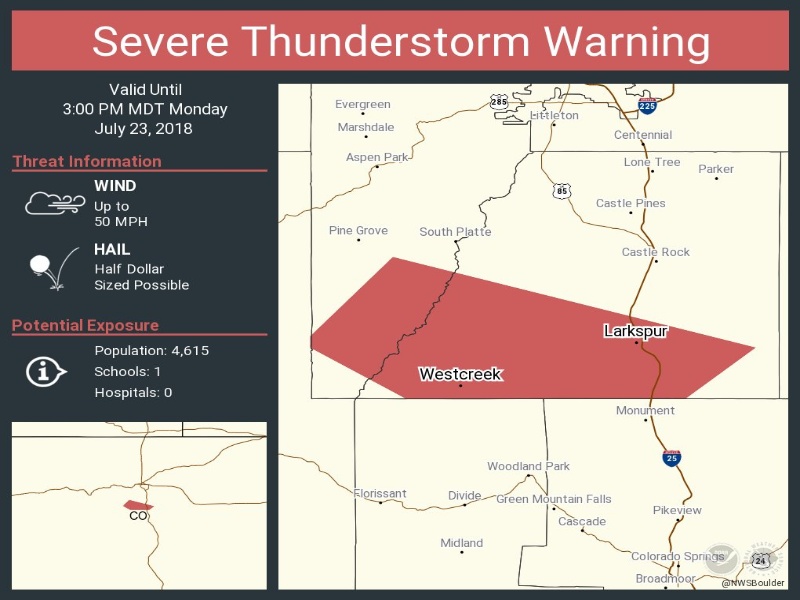 Severe Thunderstorm Warning
Valid Until
3:00 PM MDT Monday
July 23, 2018
Threat Information
WIND
Up to
50 MPH
HAIL
Half Dollar
Sized Possible
Potential Exposure
Population: 4,615
Schools: 1
Hospitals: 0
CO
Evergreen
285
225
Littleton
Marshdale
Centennial
Aspen Park
Lone Tree
Parker
85
Castle Pines
Pine Grove
South Platte
Castle Rock
Larkspur
Westcreek
Monument
25
Woodland Park
Florissant
Divide
Green Mountain Falls
Pikeview
Cascade
Midland
Colorado Springs
24
Broadmoor
@NWSBoulder